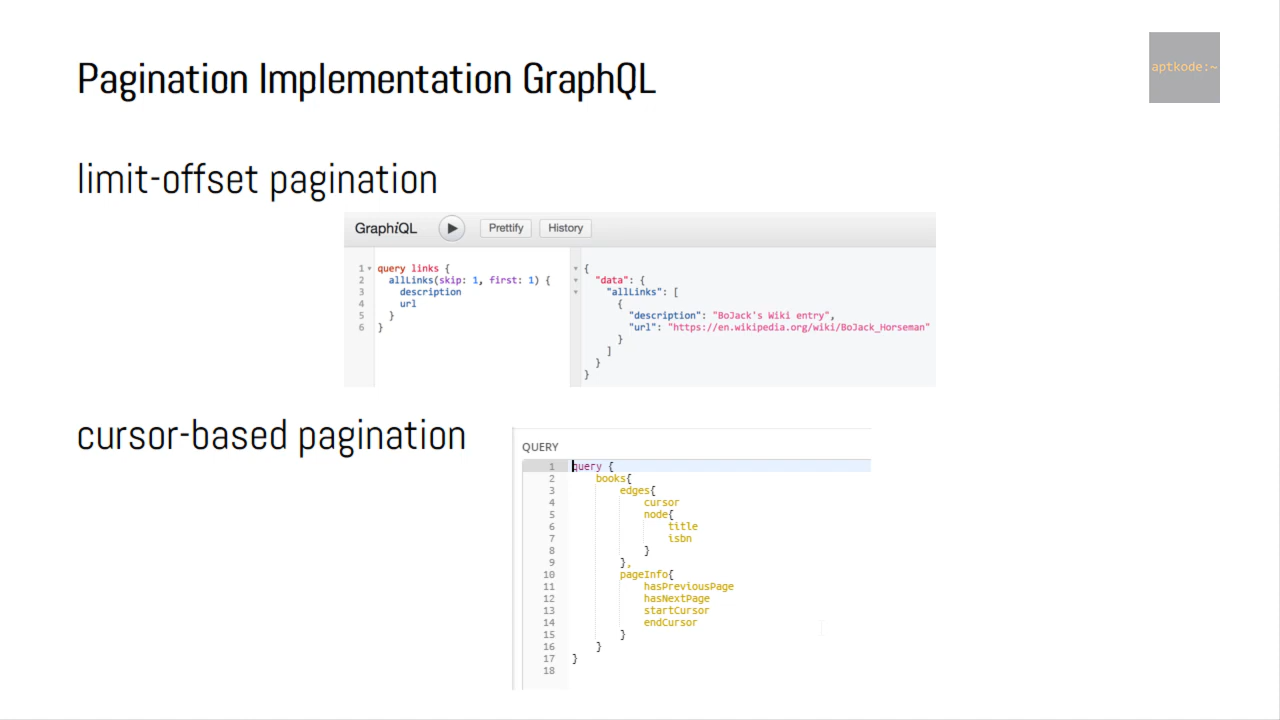 Pagination Implementation GraphQL
aptkode:~
limit-offset pagination
GraphiQL Prettify History
1 query links {
2 allLinks(skip: 1, first: 1) {
3 description
4 url
5 }
6 }
{
"data": {
"allLinks": [
{
"description": "BoJack's Wiki entry",
"url": "https://en.wikipedia.org/wiki/BoJack_Horseman"
}
]
}
}
cursor-based pagination
QUERY
1 query {
2 books{
3 edges{
4 cursor
5 node{
6 title
7 isbn
8 }
9 },
10 pageInfo{
11 hasPreviousPage
12 hasNextPage
13 startCursor
14 endCursor
15 }
16 }
17 }
18